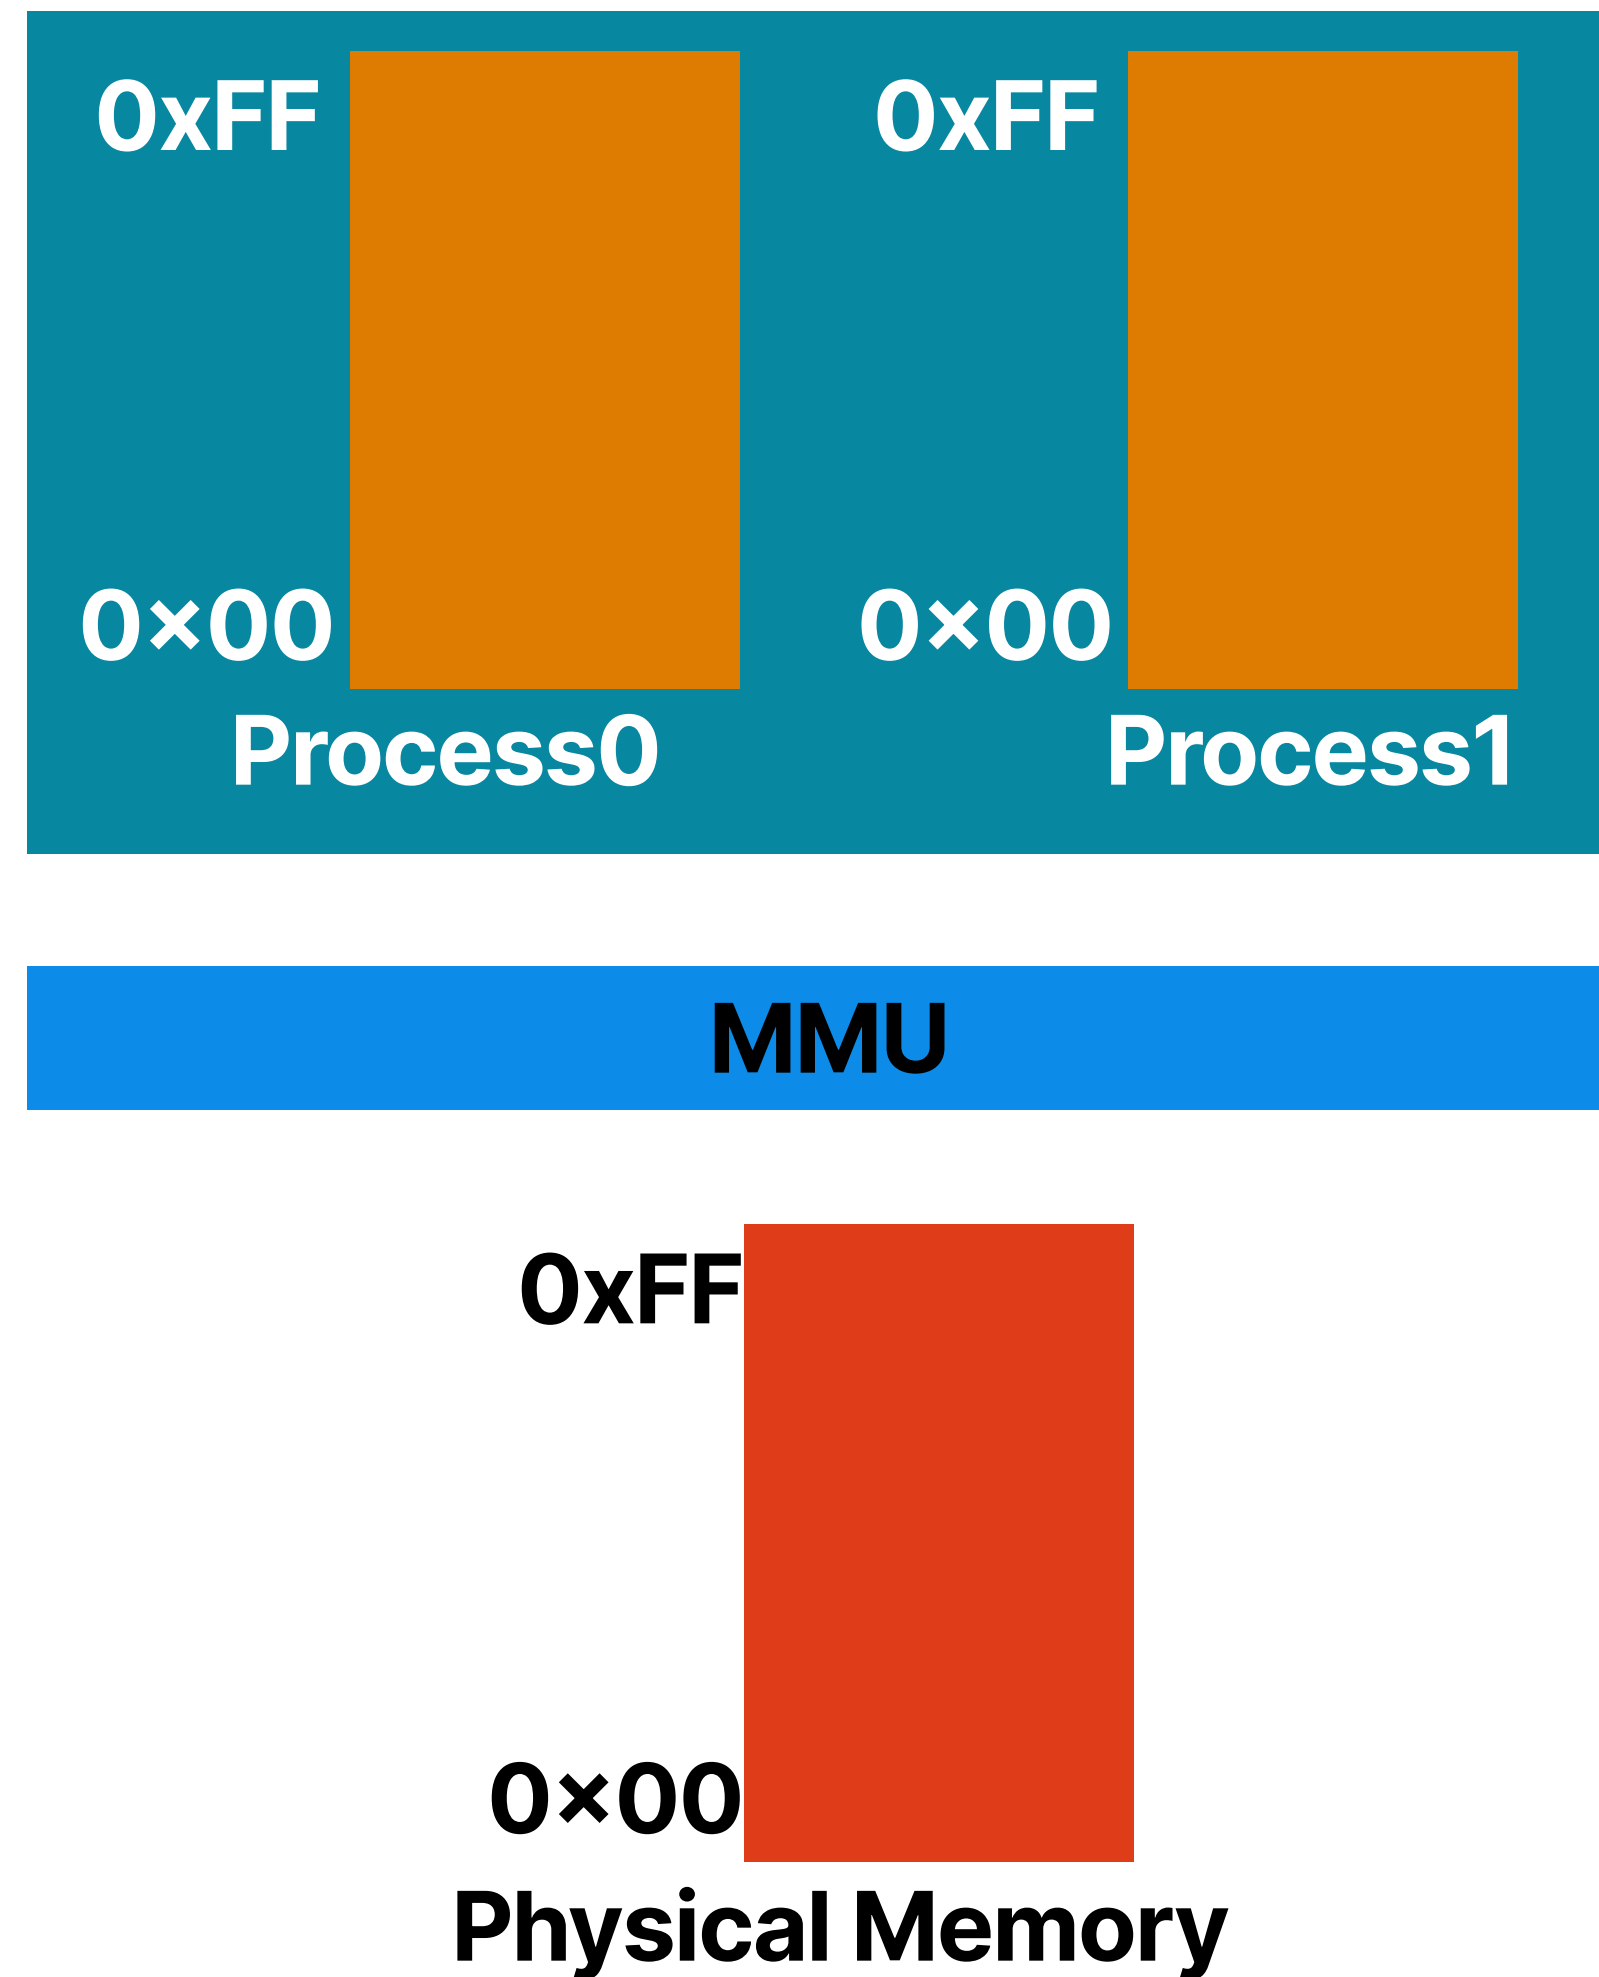 0xFF 0xFF
0×00 0×00
Process0 Process1
MMU
0xFF
0×00
Physical Memory